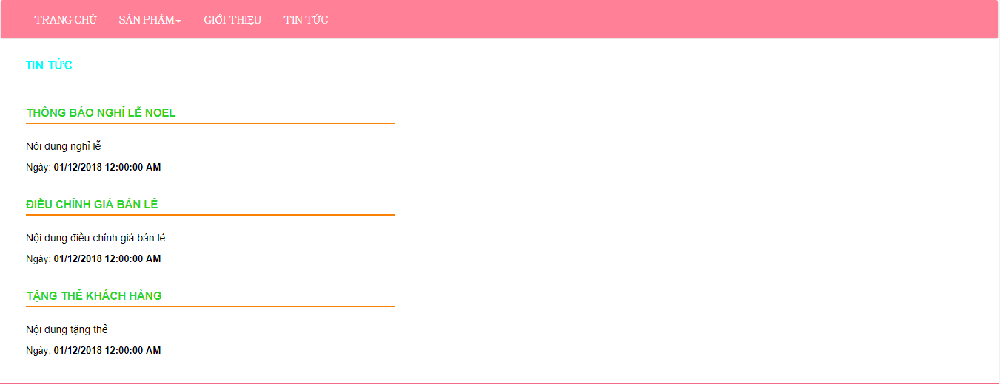 TRANG CHỦ SẢN PHẨM GIỚI THIỆU TIN TỨC
TIN TỨC
THÔNG BÁO NGHỈ LỄ NOEL
Nội dung nghỉ lễ
Ngày: 01/12/2018 12:00:00 AM
ĐIỀU CHỈNH GIÁ BÁN LẺ
Nội dung điều chỉnh giá bán lẻ
Ngày: 01/12/2018 12:00:00 AM
TẶNG THẺ KHÁCH HÀNG
Nội dung tặng thẻ
Ngày: 01/12/2018 12:00:00 AM